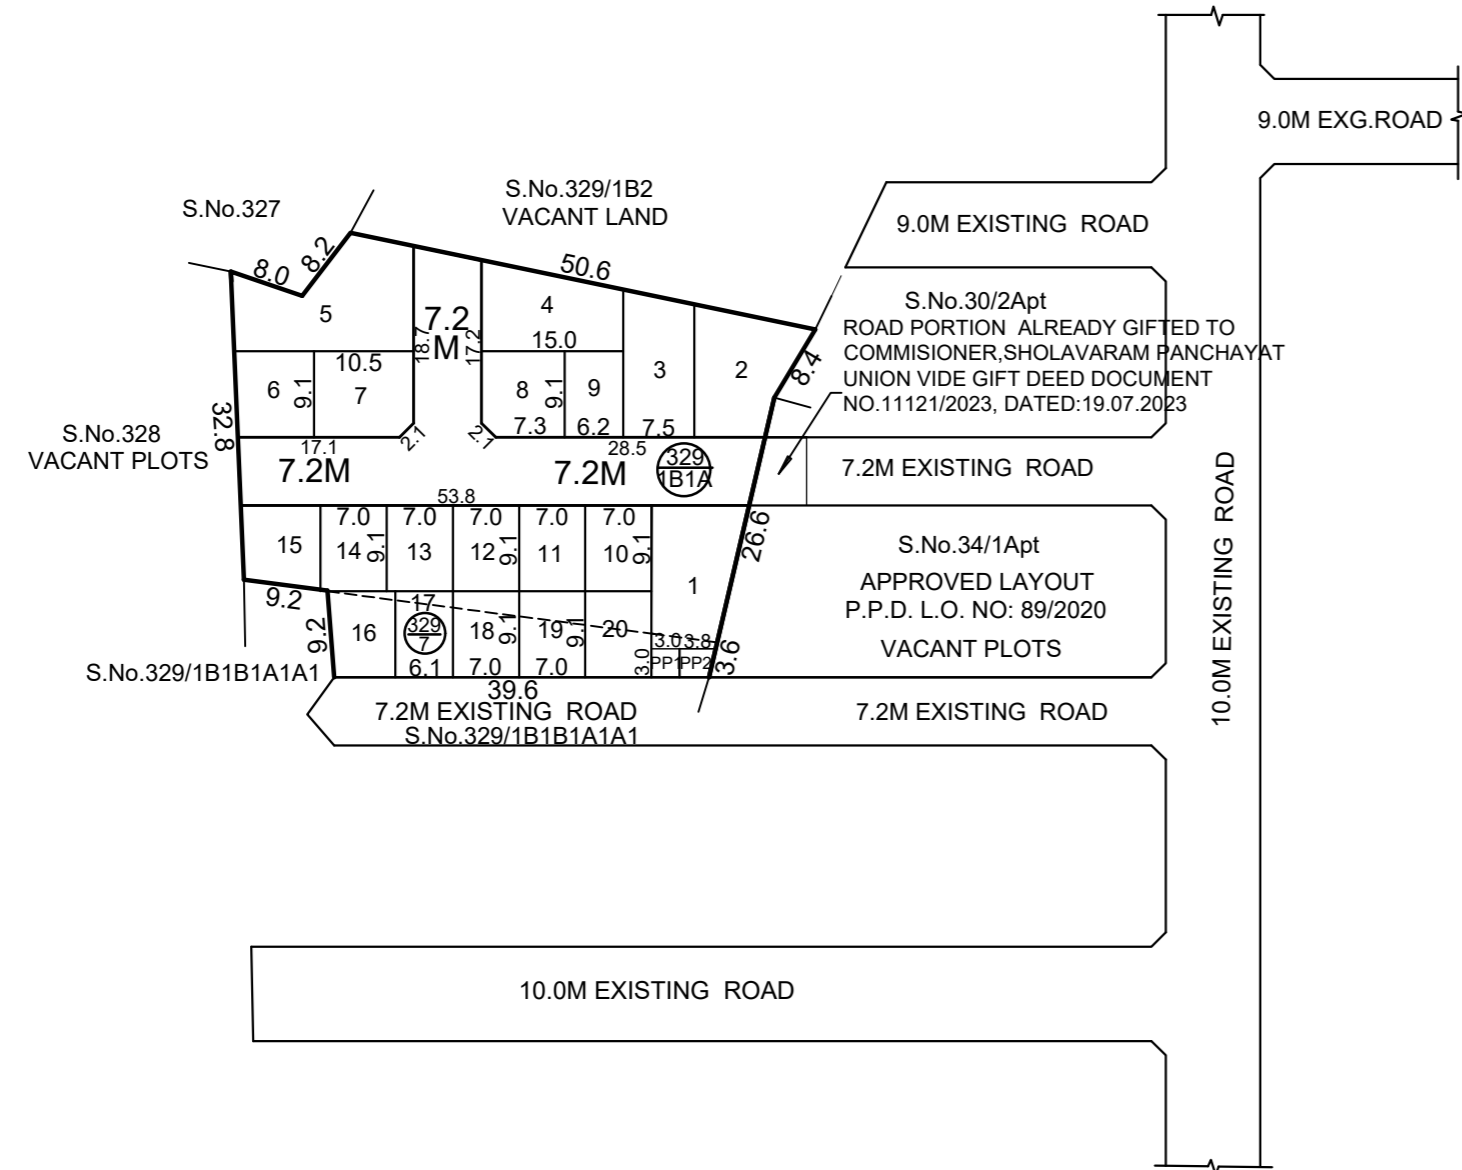 9.0M EXG.ROAD
S.No.327
S.No.329/1B2
VACANT LAND
9.0M EXISTING  ROAD
8.0
8.2
50.6
S.No.30/2Apt
ROAD PORTION  ALREADY GIFTED TO
COMMISIONER,SHOLAVARAM PANCHAYAT
UNION VIDE GIFT DEED DOCUMENT
NO.11121/2023, DATED:19.07.2023
5
7.2
M
18.7
17.2
4
15.0
3
2
8.4
6
9.1
10.5
7
8
9.1
9
7.3
6.2
7.5
32.8
S.No.328
VACANT PLOTS
17.1
2.1
2.1
28.5
7.2M
7.2M
329
1B1A
7.2M EXISTING  ROAD
53.8
10.0M EXISTING  ROAD
7.0
7.0
7.0
7.0
7.0
15
14
9.1
13
12
9.1
11
10
9.1
1
26.6
S.No.34/1Apt
APPROVED LAYOUT
P.P.D. L.O. NO: 89/2020
VACANT PLOTS
9.2
9.2
16
17
329
7
6.1
18
9.1
7.0
19
9.1
7.0
20
3.0
3.8
3.0
PP1
PP2
3.6
S.No.329/1B1B1A1A1
39.6
7.2M EXISTING  ROAD
S.No.329/1B1B1A1A1
7.2M EXISTING  ROAD
10.0M EXISTING  ROAD